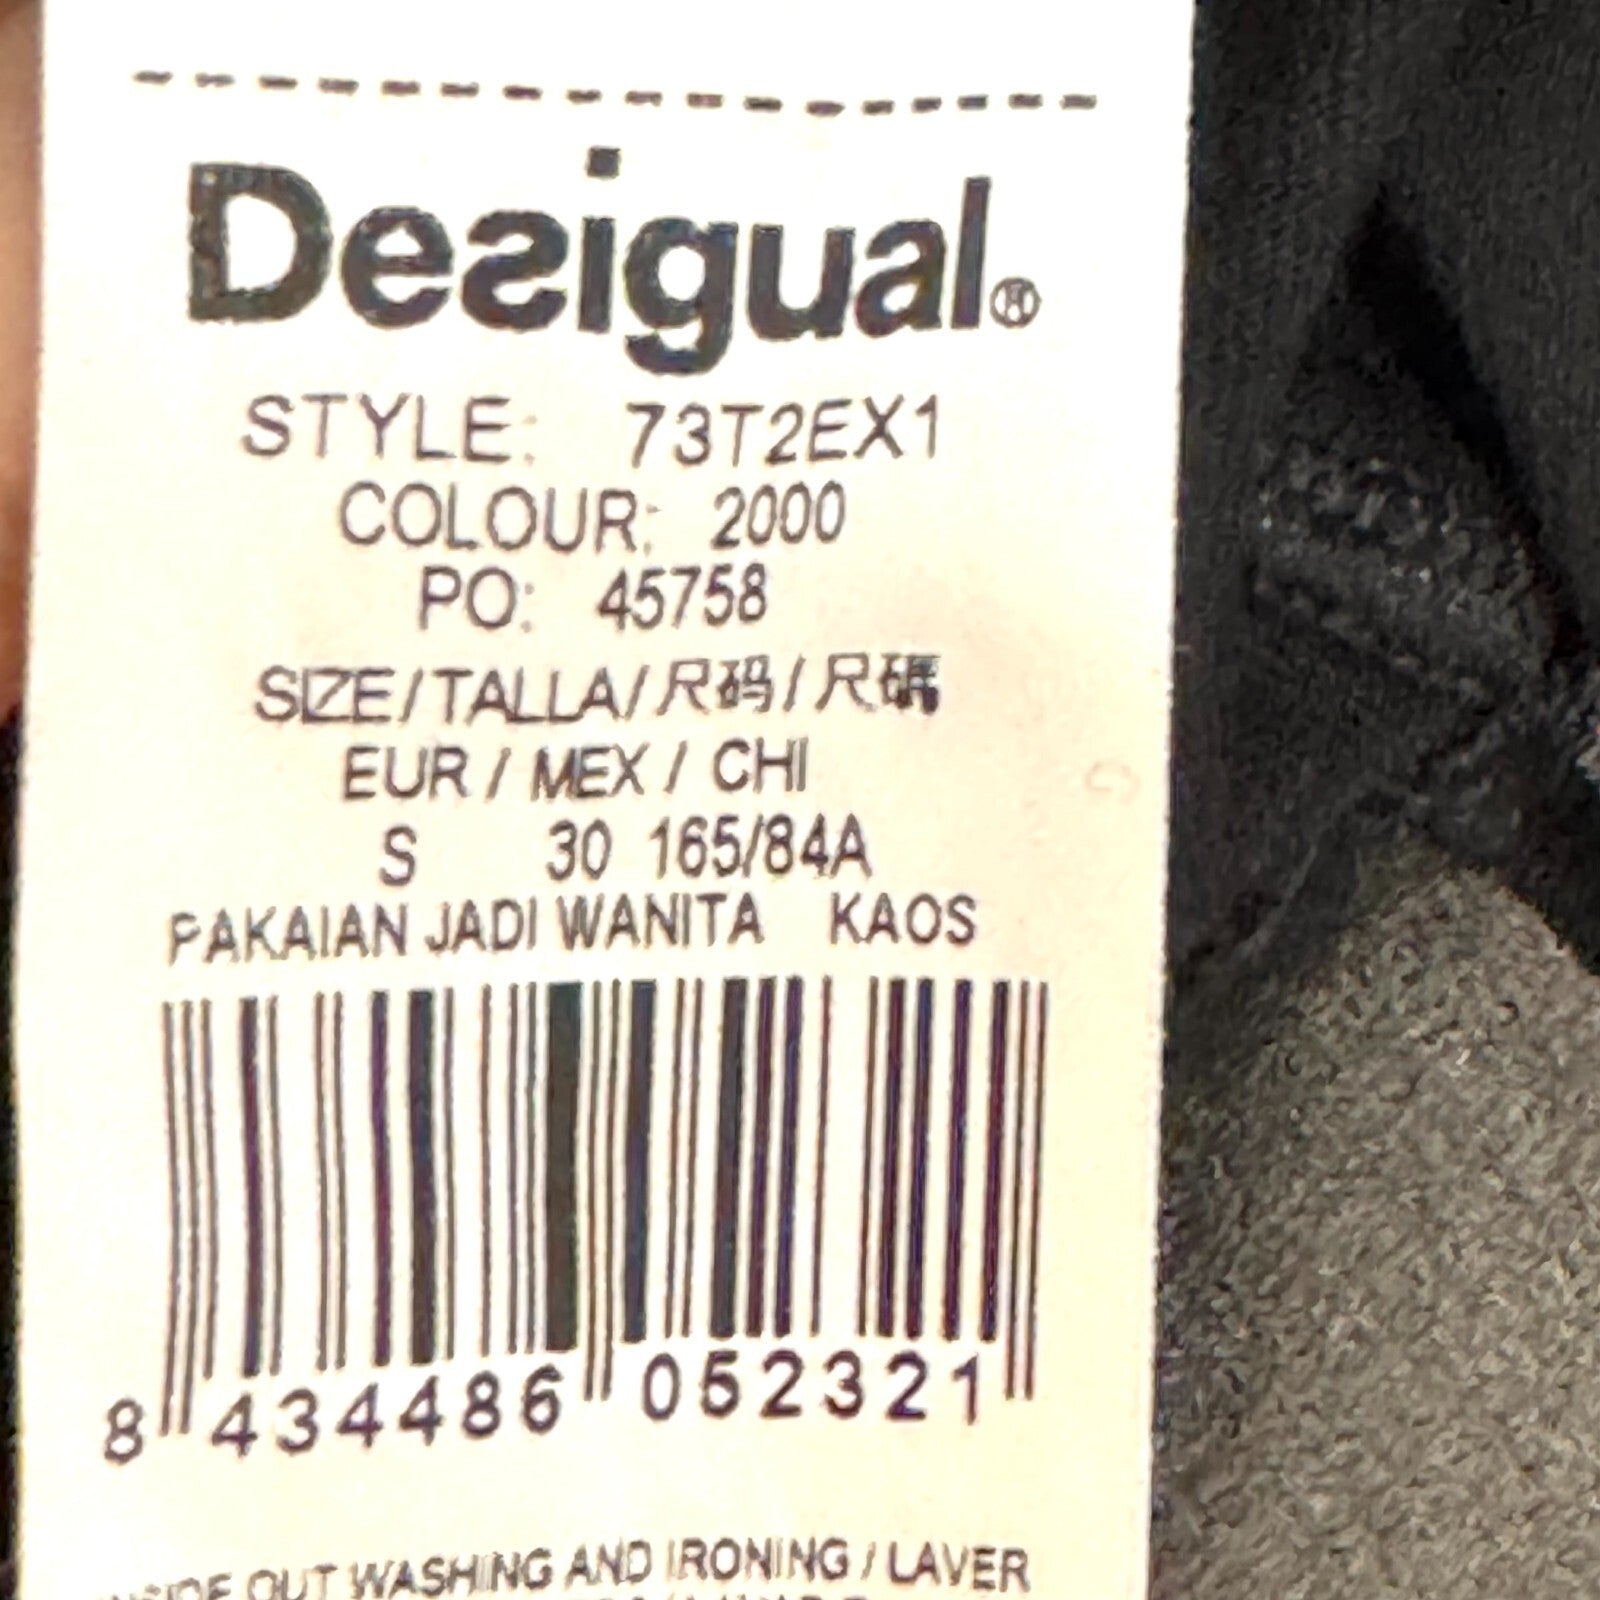 Desigual®
STYLE: 73T2EX1
COLOUR: 2000
PO: 45758
SIZE/TALLA/尺码/尺碼
EUR / MEX / CHI
S 30 165/84A
PAKAIAN JADI WANITA KAOS
8 434486 052321
INSIDE OUT WASHING AND IRONING / LAVER